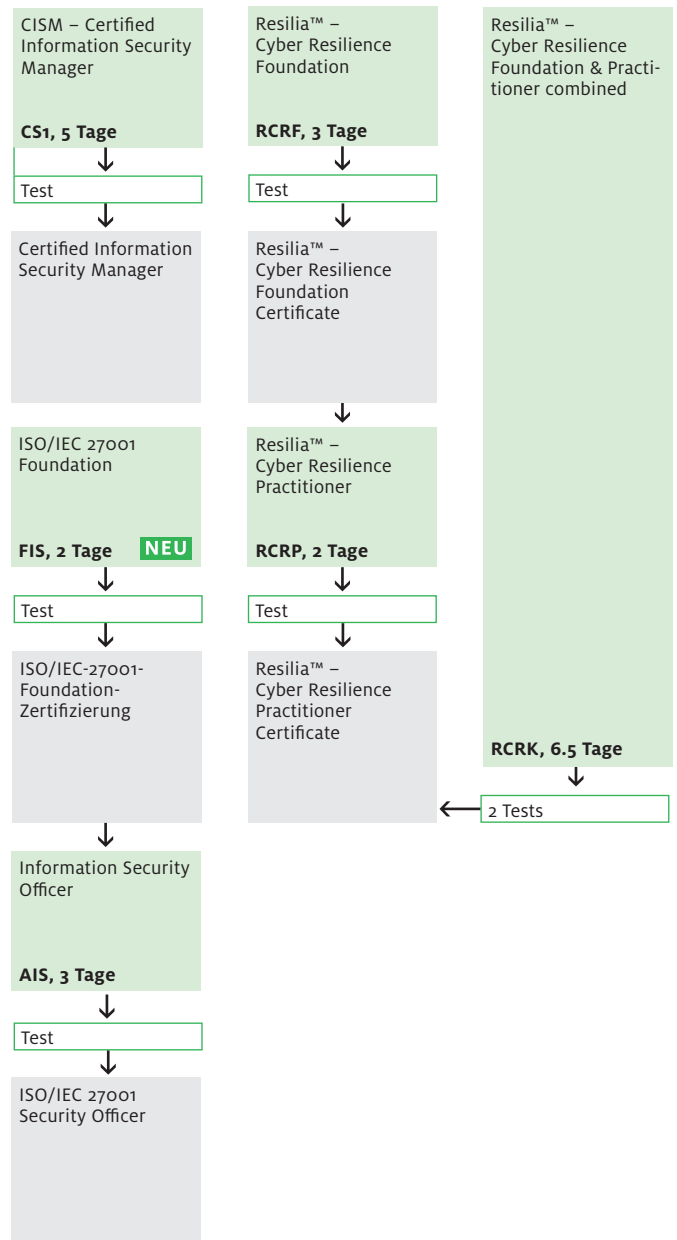 CISM – Certified
Information Security
Manager
CS1, 5 Tage
Test
Certified Information
Security Manager
ISO/IEC 27001
Foundation
FIS, 2 Tage
NEU
Test
ISO/IEC-27001-
Foundation-
Zertifizierung
Information Security
Officer
AIS, 3 Tage
Test
ISO/IEC 27001
Security Officer
Resilia™ –
Cyber Resilience
Foundation
RCRF, 3 Tage
Test
Resilia™ –
Cyber Resilience
Foundation
Certificate
Resilia™ –
Cyber Resilience
Practitioner
RCRP, 2 Tage
Test
Resilia™ –
Cyber Resilience
Practitioner
Certificate
Resilia™ –
Cyber Resilience
Foundation & Practi-
tioner combined
RCRK, 6.5 Tage
2 Tests